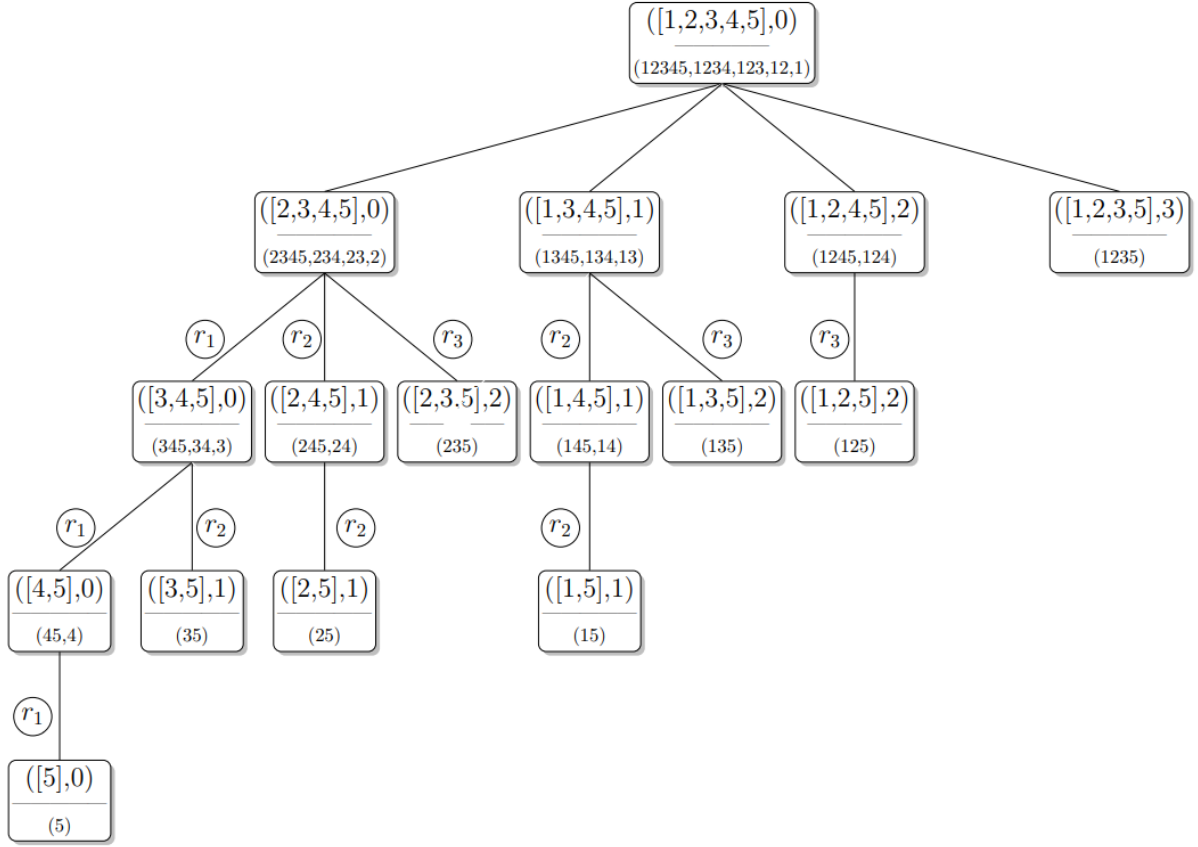 ([1,2,3,4,5],0)
(12345,1234,123,12,1)
([2,3,4,5],0)
(2345,234,23,2)
([1,3,4,5],1)
(1345,134,13)
([1,2,4,5],2)
(1245,124)
([1,2,3,5],3)
(1235)
r1
r2
r3
r2
r3
r3
([3,4,5],0)
(345,34,3)
([2,4,5],1)
(245,24)
([2,3.5],2)
(235)
([1,4,5],1)
(145,14)
([1,3,5],2)
(135)
([1,2,5],2)
(125)
r1
r2
r2
r2
([4,5],0)
(45,4)
([3,5],1)
(35)
([2,5],1)
(25)
([1,5],1)
(15)
r1
([5],0)
(5)